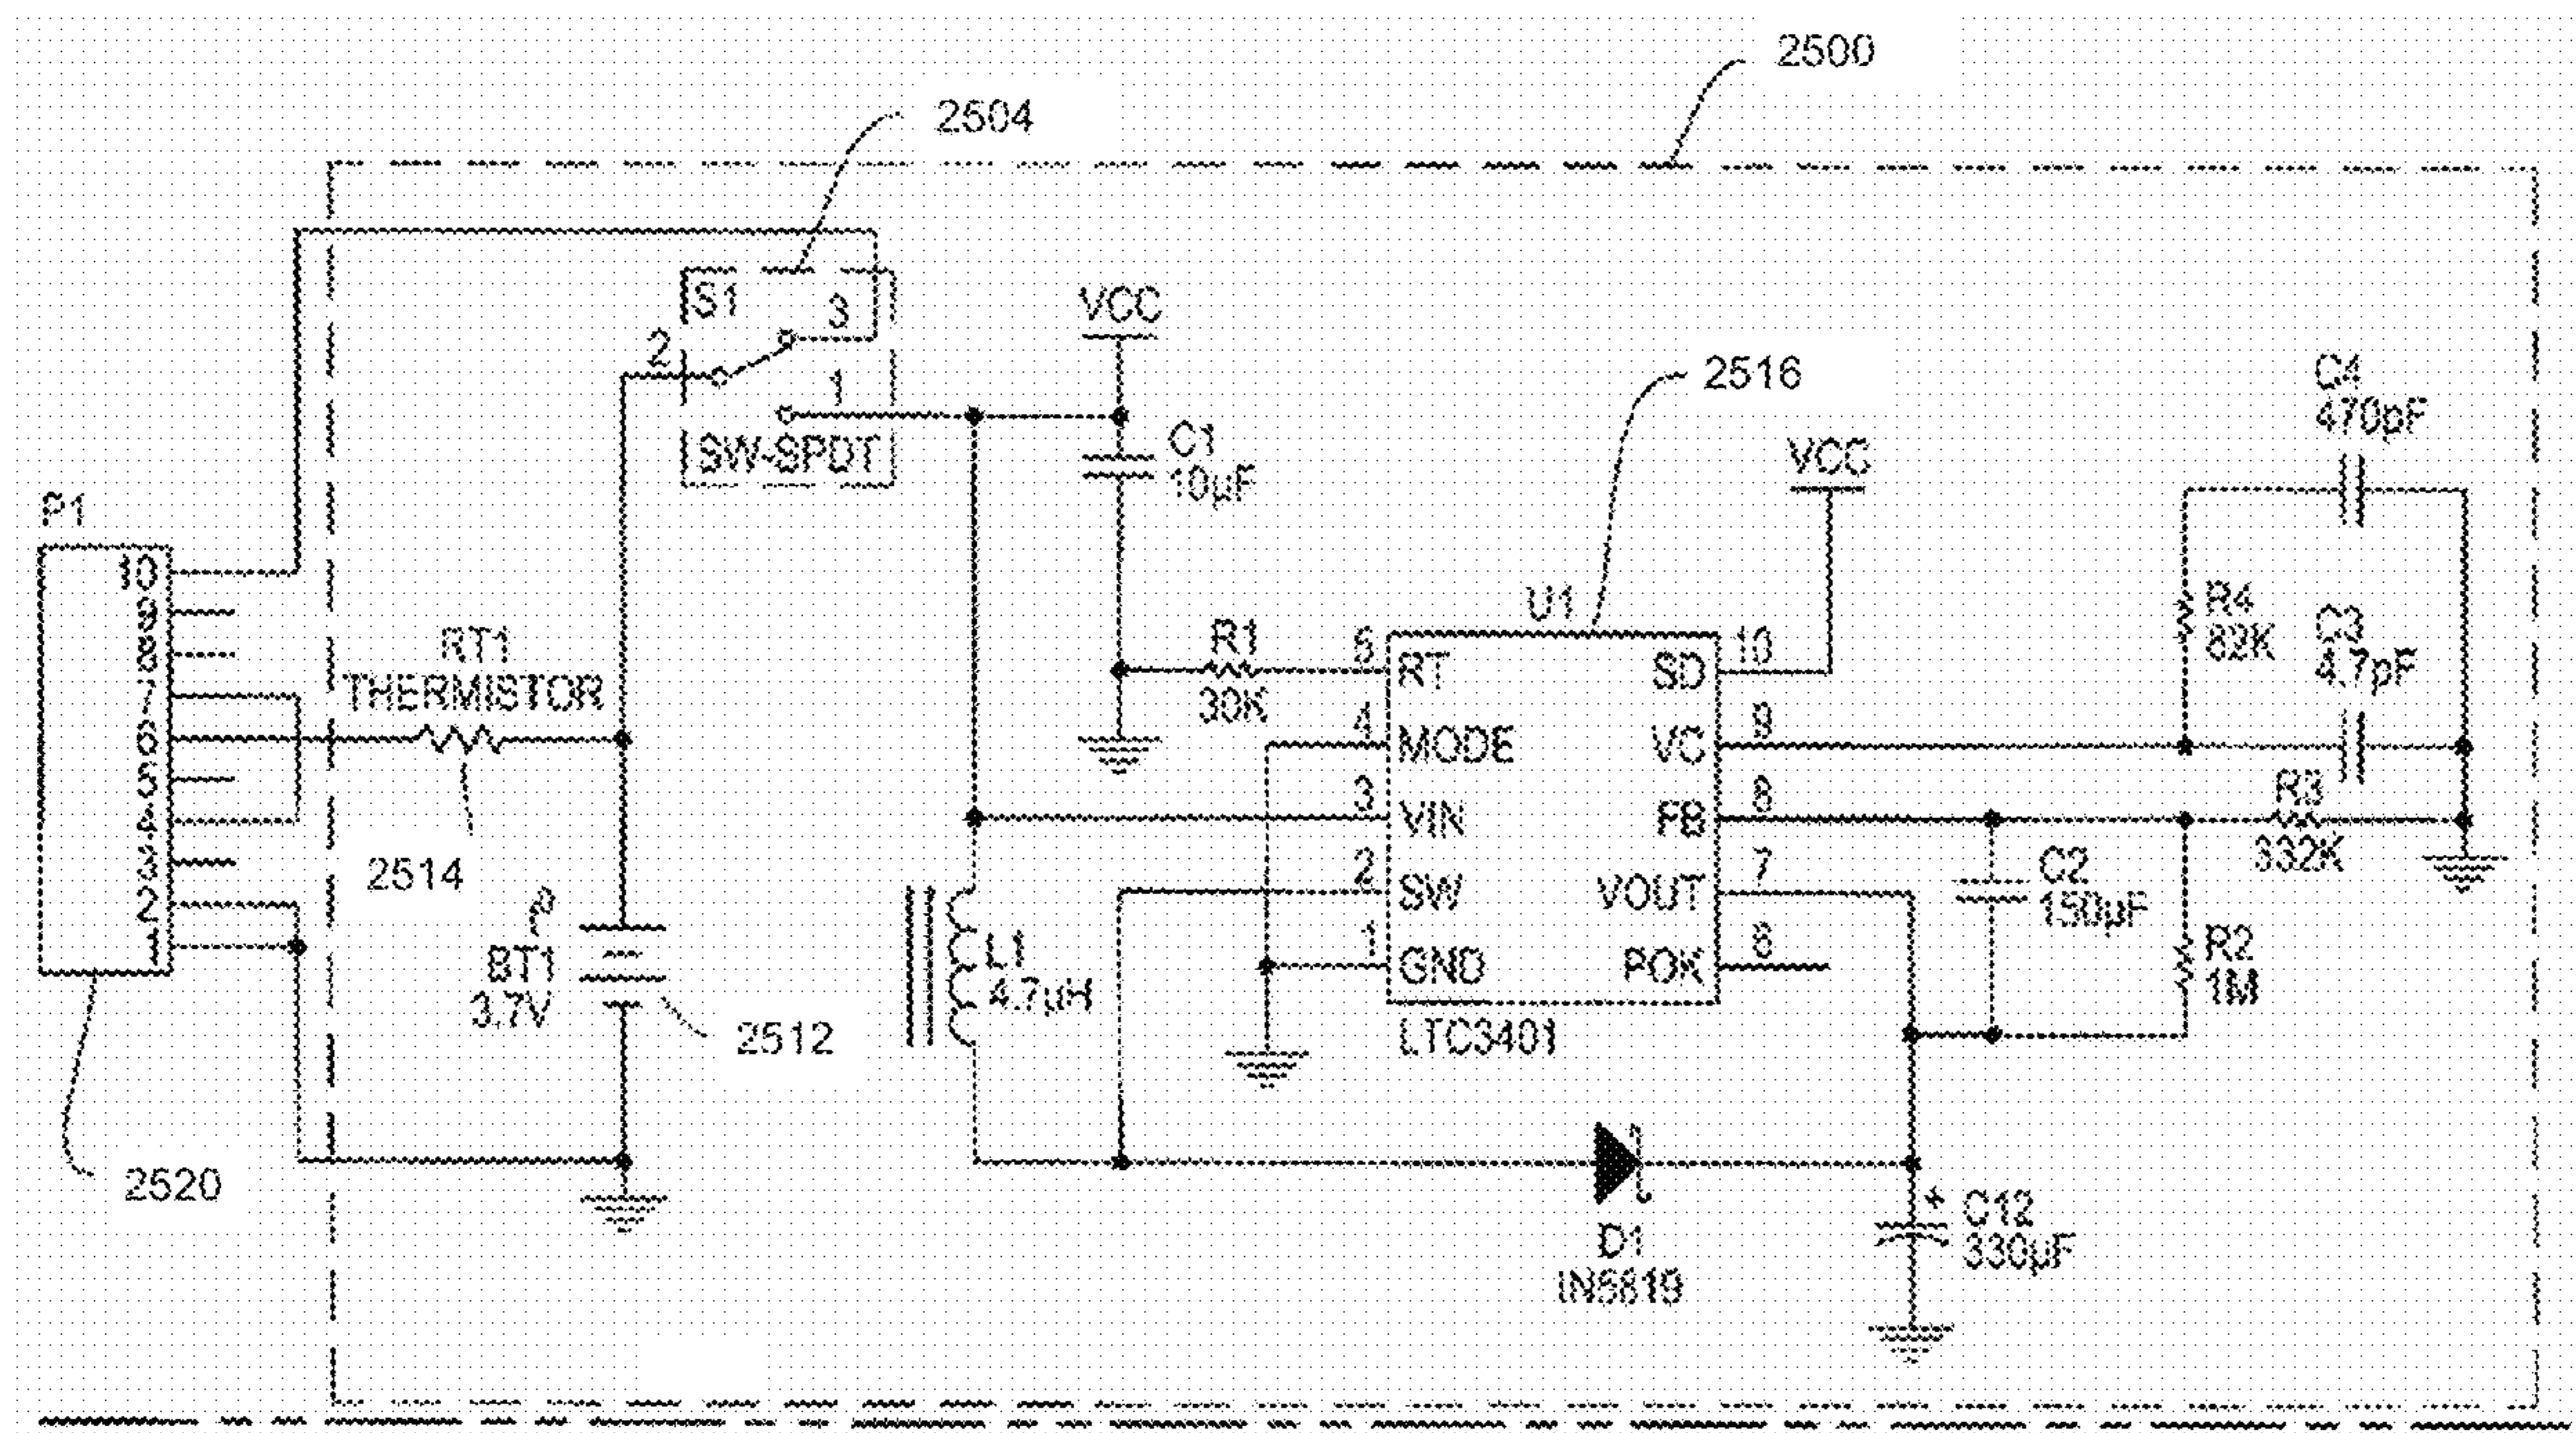 2500
2504
S1
3
2
1
SW-SPDT
VCC
C1
10µF
2516
VCC
C4
470pF
P1
10
9
8
7
6
5
4
3
2
1
RT1
THERMISTOR
2514
BT1
3.7V
2512
2520
R1
30K
U1
5
RT
4
MODE
3
VIN
2
SW
1
GND
SD
10
VC
9
FB
8
VOUT
7
POK
6
LTC3401
L1
4.7µH
R4
82K
C3
4.7pF
R3
332K
C2
150µF
R2
1M
D1
IN5819
+
C12
330µF